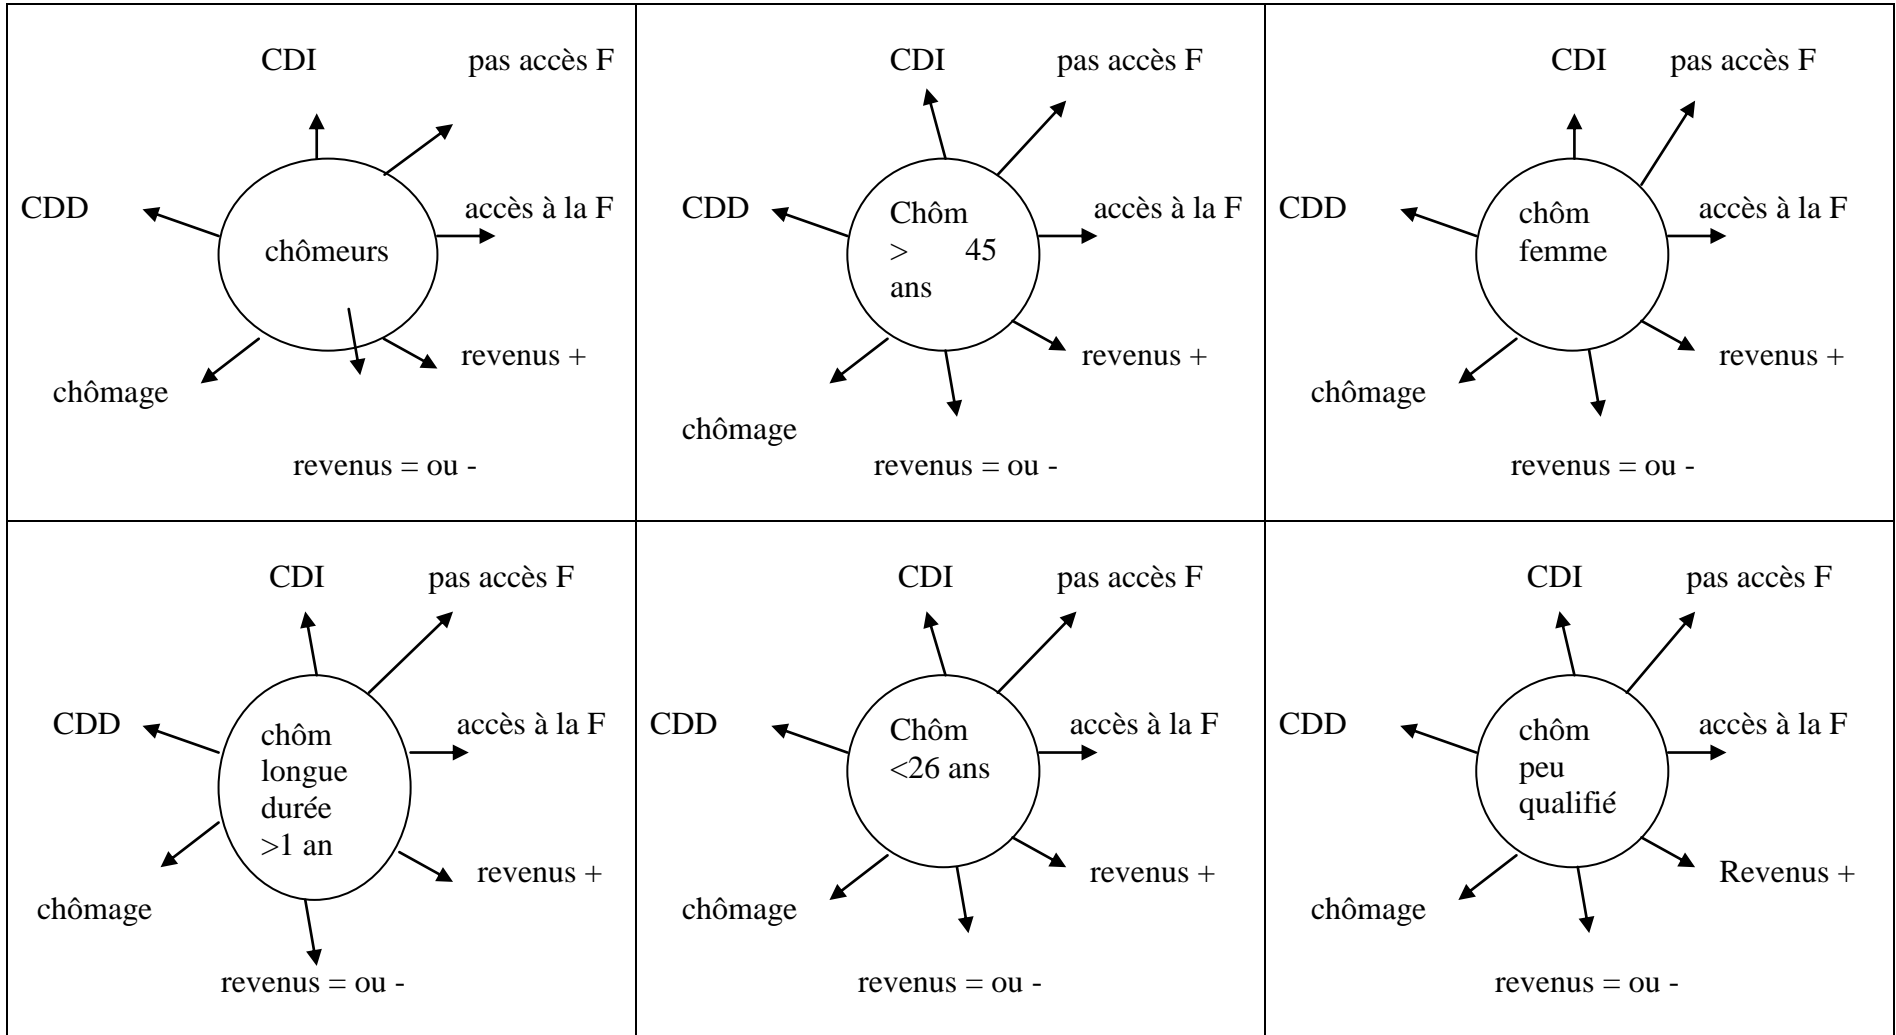 CDI pas accès F
CDD accès à la F
chômeurs
revenus +
chômage
revenus = ou -
CDI pas accès F
CDD accès à la F
Chôm
> 45
ans
revenus +
chômage
revenus = ou -
CDI pas accès F
CDD accès à la F
chôm
femme
revenus +
chômage
revenus = ou -
CDI pas accès F
CDD accès à la F
chôm
longue
durée
>1 an
revenus +
chômage
revenus = ou -
CDI pas accès F
CDD accès à la F
Chôm
<26 ans
revenus +
chômage
revenus = ou -
CDI pas accès F
CDD accès à la F
chôm
peu
qualifié
Revenus +
chômage
revenus = ou -